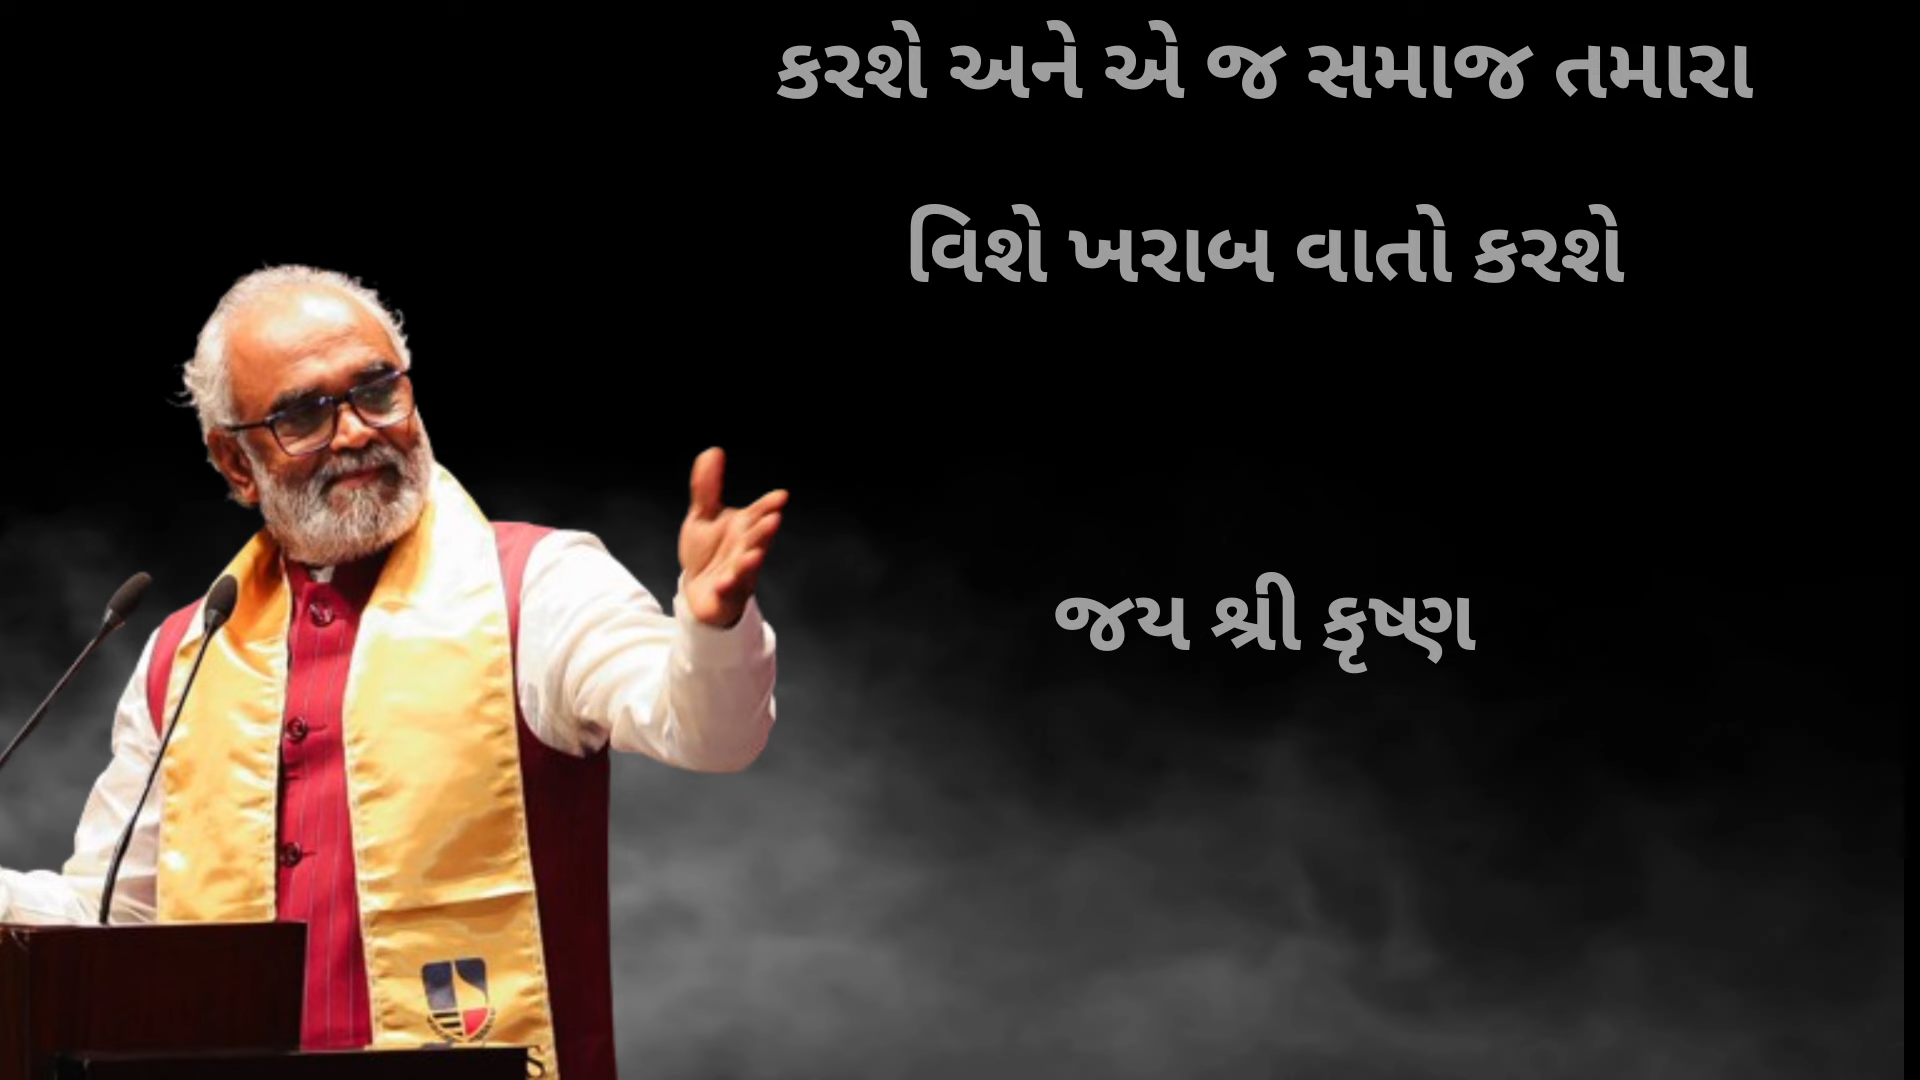 કરશે અને એ જ સમાજ તમારા
વિશે ખરાબ વાતો કરશે
જય શ્રી કૃષ્ણ
S